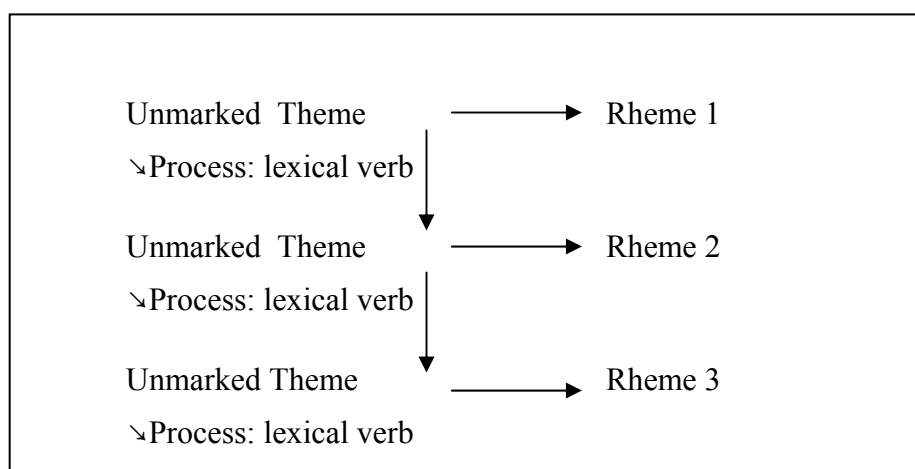 Unmarked Theme Rheme 1
↘Process: lexical verb
Unmarked Theme Rheme 2
↘Process: lexical verb
Unmarked Theme Rheme 3
↘Process: lexical verb